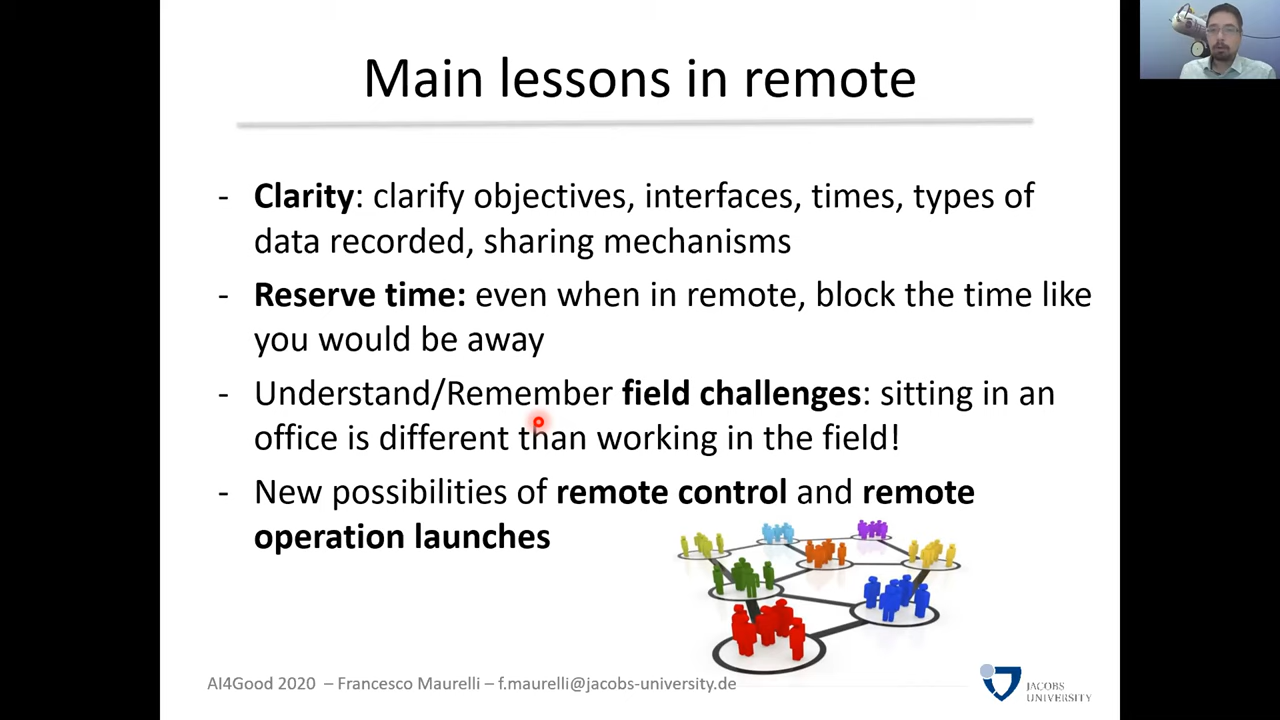 Main lessons in remote
- Clarity: clarify objectives, interfaces, times, types of
data recorded, sharing mechanisms
- Reserve time: even when in remote, block the time like
you would be away
- Understand/Remember field challenges: sitting in an
office is different than working in the field!
- New possibilities of remote control and remote
operation launches
AI4Good 2020 – Francesco Maurelli – f.maurelli@jacobs-university.de
JACOBS
UNIVERSITY